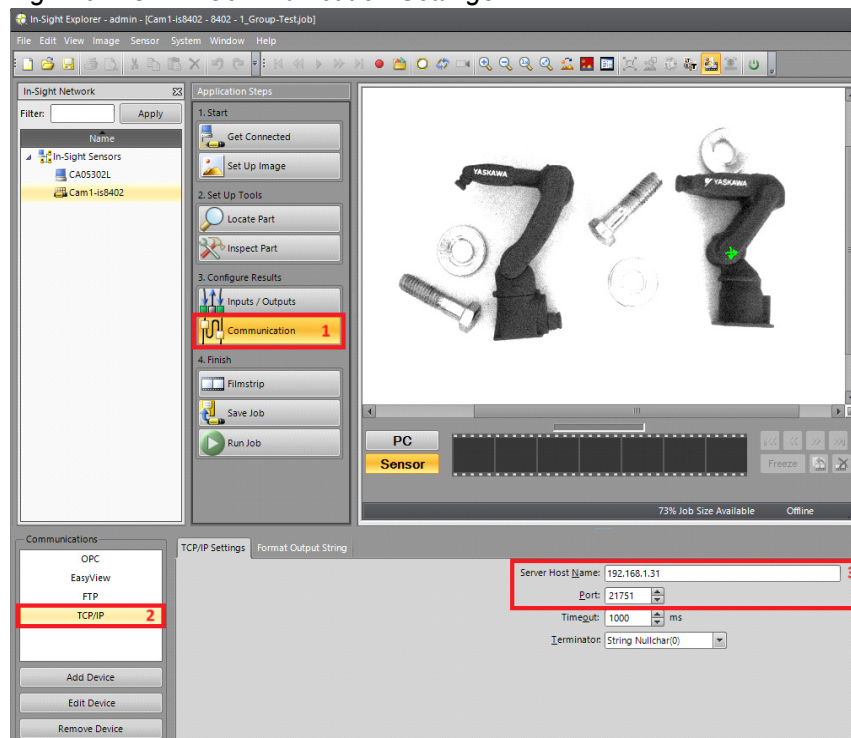 In-Sight Explorer - admin - [Cam1-is8402 - 8402 - 1_Group-Test.job]
File Edit View Image Sensor System Window Help
In-Sight Network
Filter: Apply
Name
In-Sight Sensors
CA05302L
Cam1-is8402
Application Steps
1. Start
Get Connected
Set Up Image
2. Set Up Tools
Locate Part
Inspect Part
3. Configure Results
Inputs / Outputs
Communication 1
4. Finish
Filmstrip
Save Job
Run Job
YASKAWA
YASKAWA
PC
Sensor
Freeze
73% Job Size Available Offline
Communications
OPC
EasyView
FTP
TCP/IP 2
Add Device
Edit Device
Remove Device
TCP/IP Settings Format Output String
Server Host Name: 192.168.1.31
Port: 21751
Timeout: 1000 ms
Terminator: String Nullchar(0)